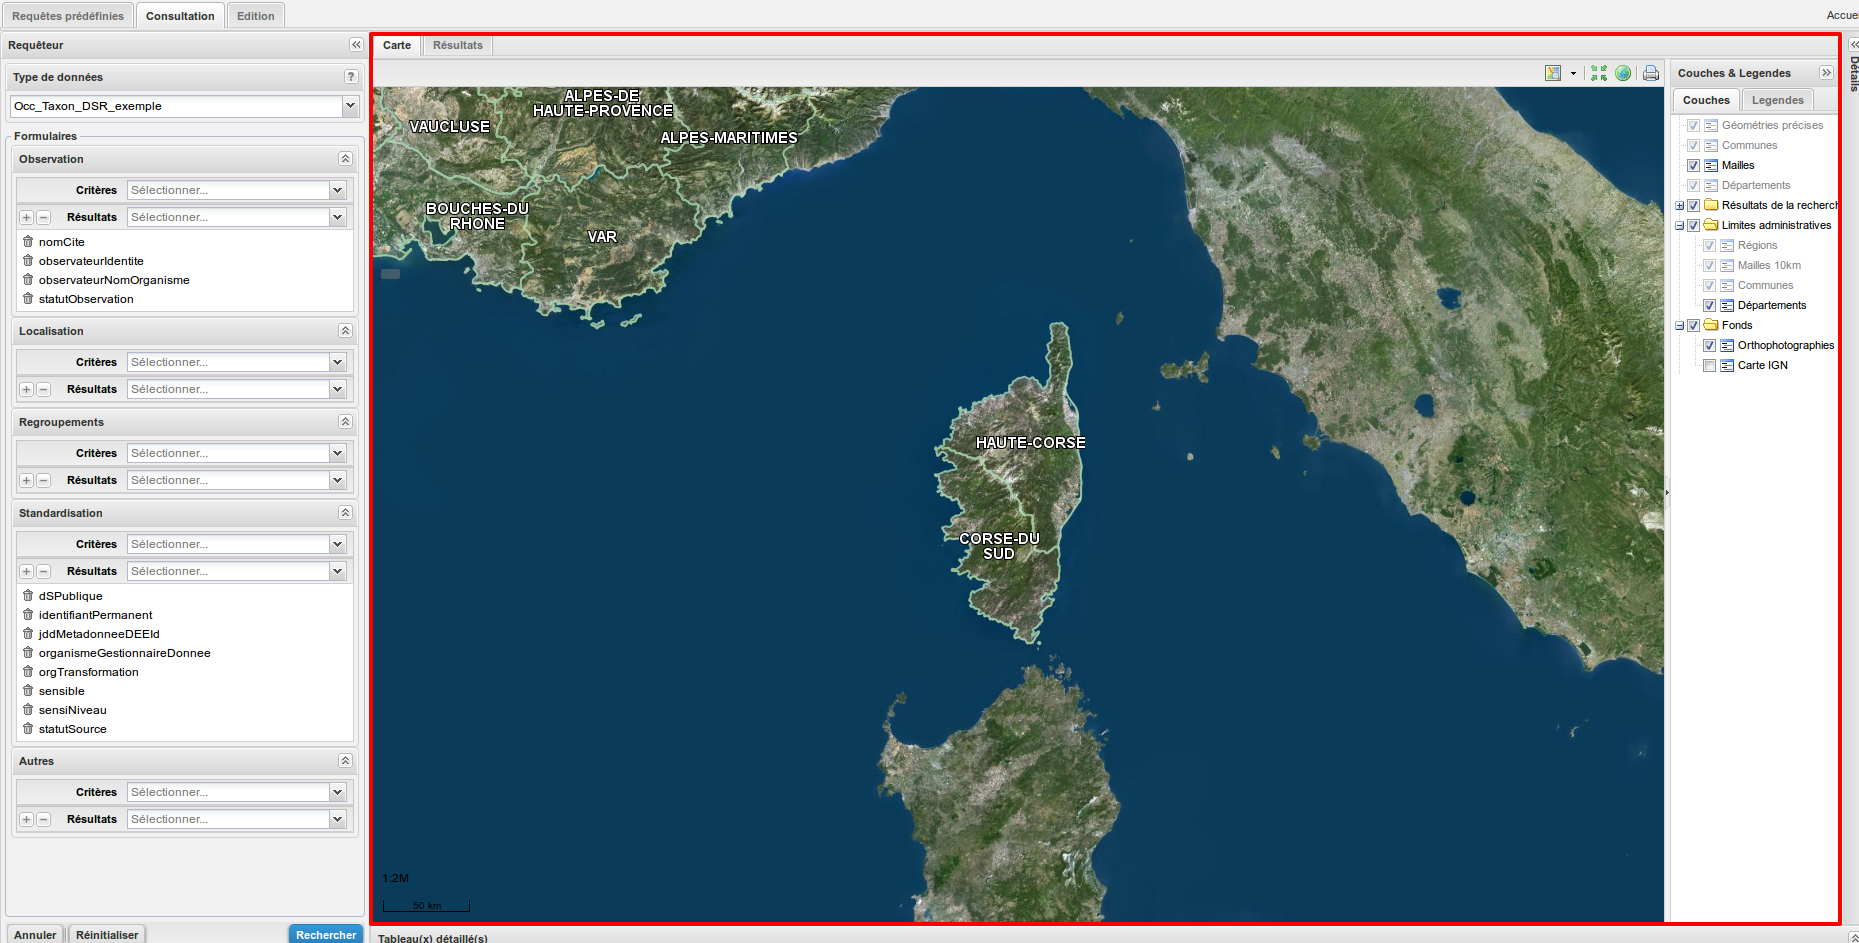 Requêtes prédéfinies
Consultation
Edition
Requêteur
Type de données
?
Occ_Taxon_DSR_exemple
Formulaires
Observation
Critères
Sélectionner...
Résultats
Sélectionner...
nomCite
observateurIdentite
observateurNomOrganisme
statutObservation
Localisation
Critères
Sélectionner...
Résultats
Sélectionner...
Regroupements
Critères
Sélectionner...
Résultats
Sélectionner...
Standardisation
Critères
Sélectionner...
Résultats
Sélectionner...
dSPublique
identifiantPermanent
jddMetadonneeDEEId
organismeGestionnaireDonnee
orgTransformation
sensible
sensiNiveau
statutSource
Autres
Critères
Sélectionner...
Résultats
Sélectionner...
Annuler
Réinitialiser
Rechercher
Carte
Résultats
ALPES-DE
HAUTE-PROVENCE
VAUCLUSE
ALPES-MARITIMES
BOUCHES-DU
RHONE
VAR
HAUTE-CORSE
CORSE-DU
SUD
1:2M
50 km
Tableau(x) détaillé(s)
Accuei
Couches & Legendes
Couches
Legendes
Géométries précises
Communes
Mailles
Départements
Résultats de la recherch
Limites administratives
Régions
Mailles 10km
Communes
Départements
Fonds
Orthophotographies
Carte IGN
Détails